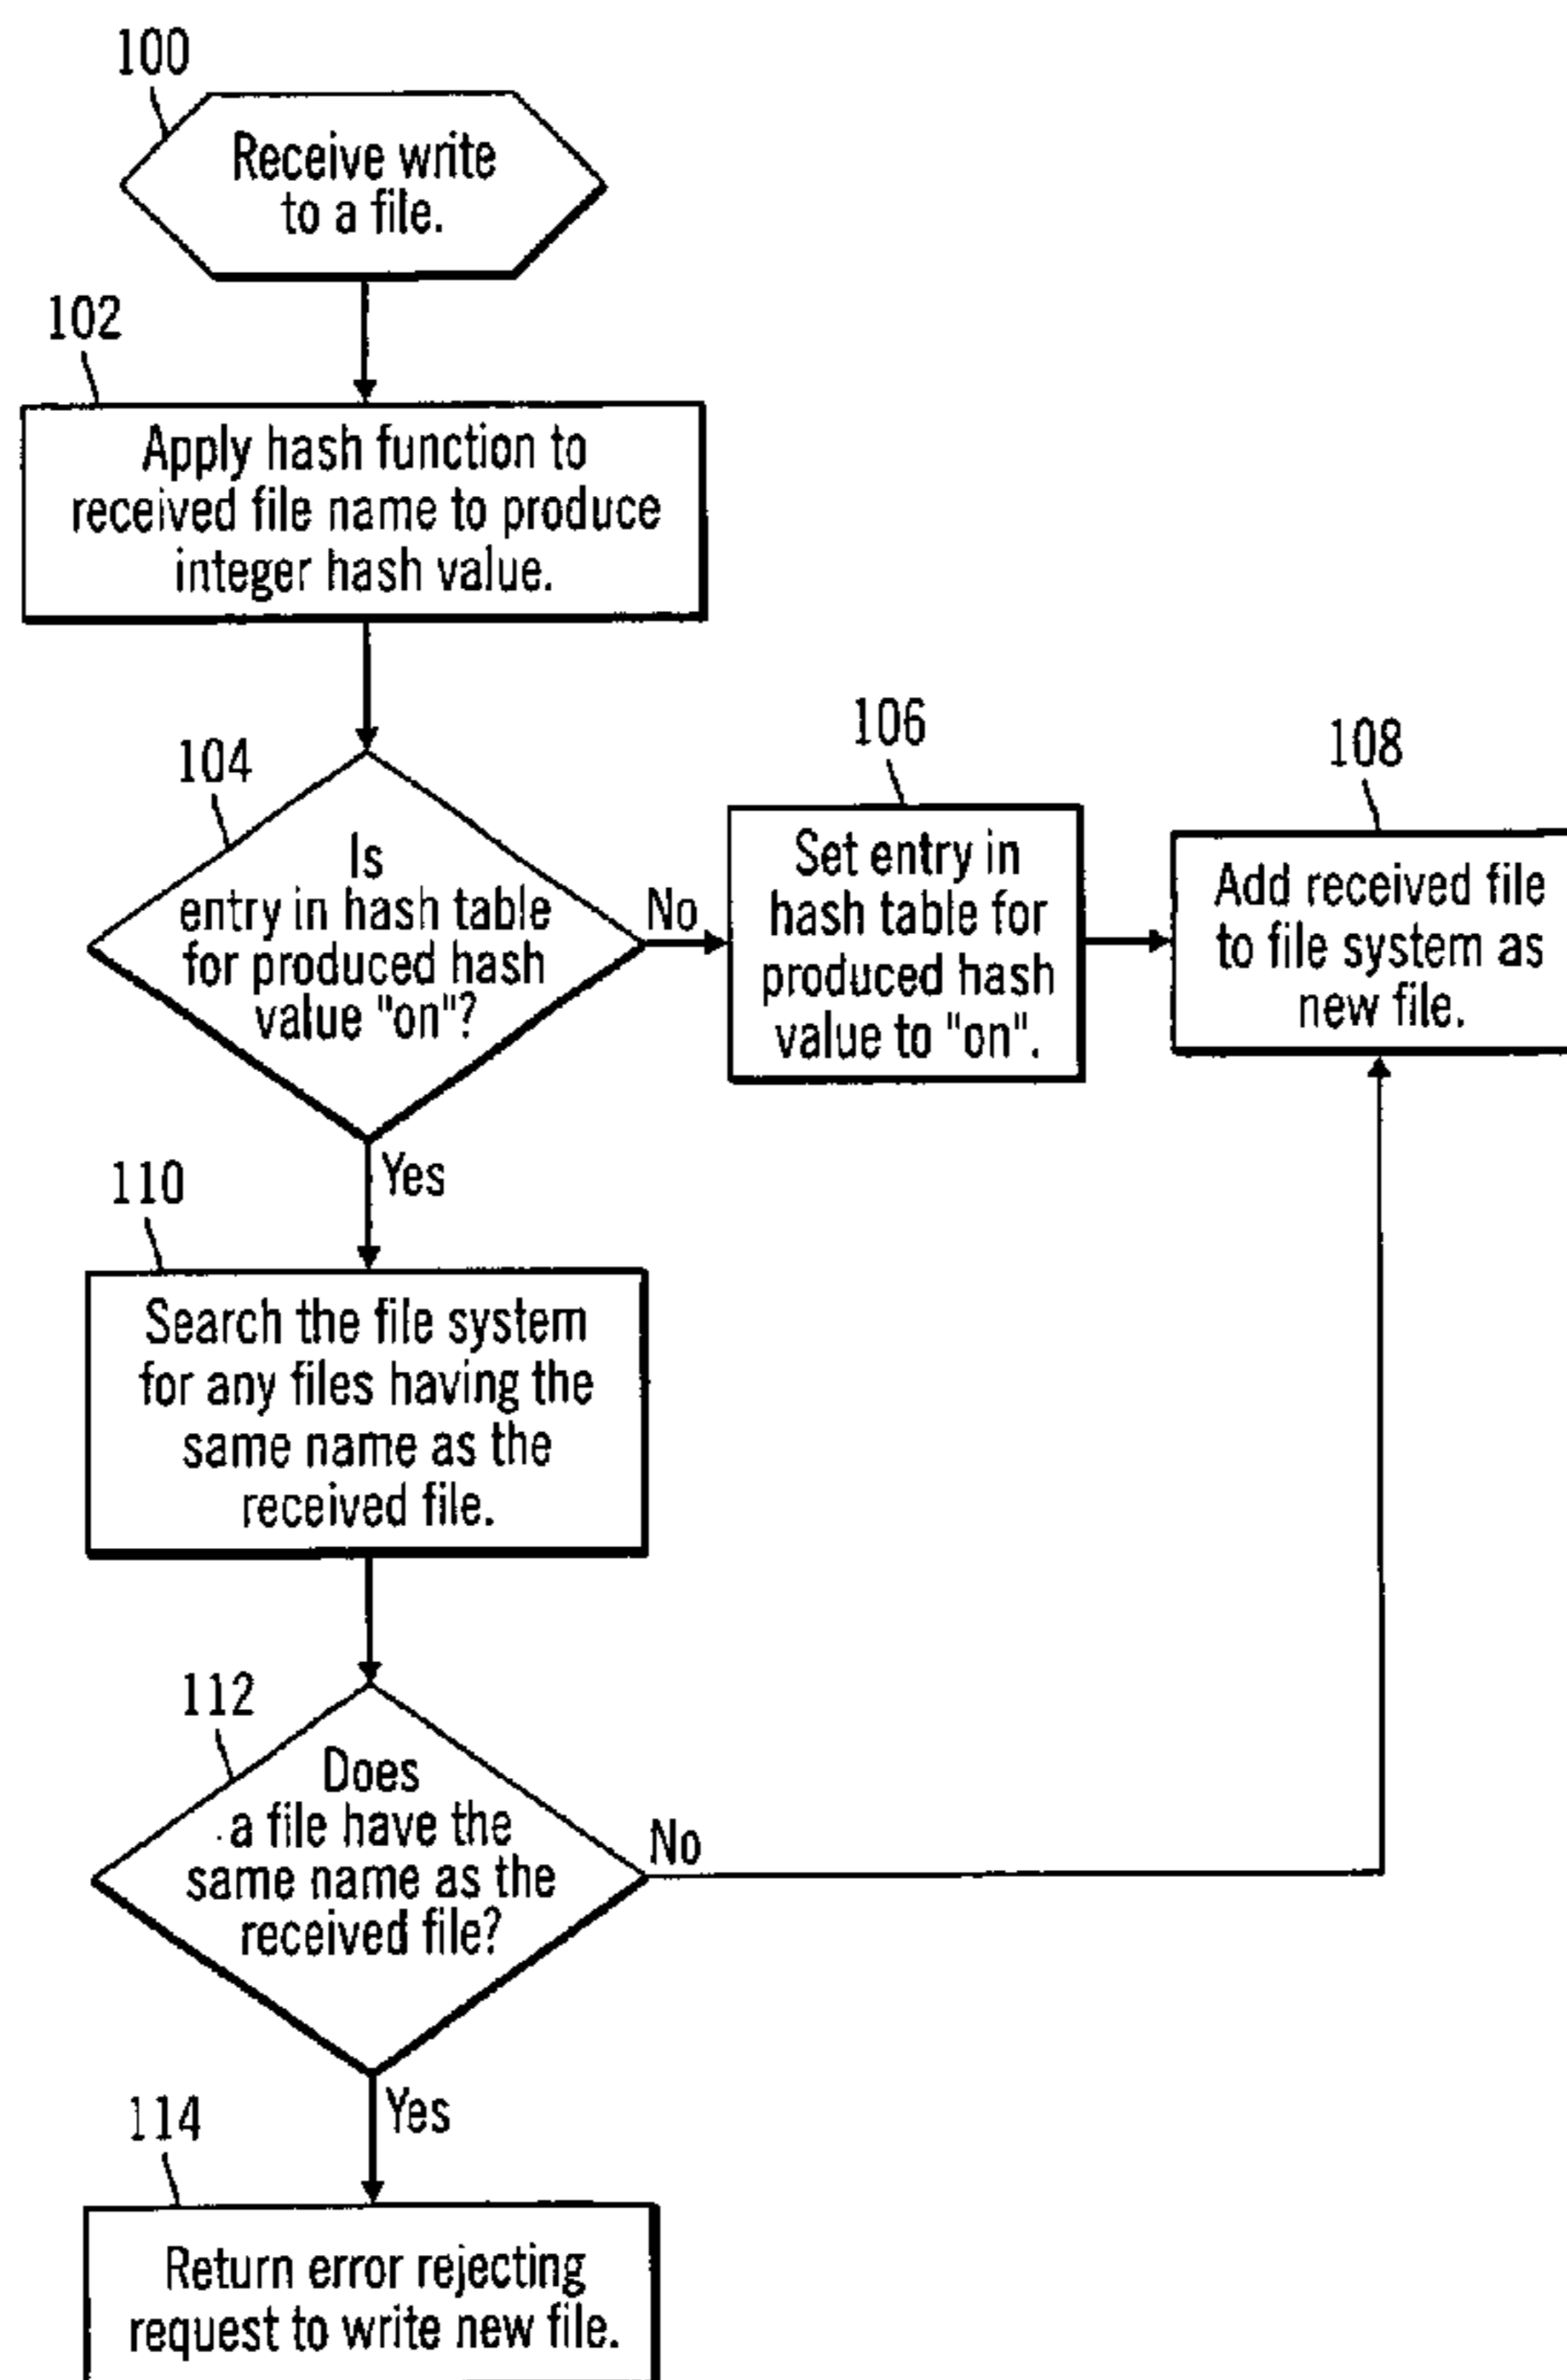 100
Receive write
to a file.
102
Apply hash function to
received file name to produce
integer hash value.
104
Is
entry in hash table
for produced hash
value "on"?
No
106
Set entry in
hash table for
produced hash
value to "on".
108
Add received file
to file system as
new file.
Yes
110
Search the file system
for any files having the
same name as the
received file.
112
Does
a file have the
same name as the
received file?
No
Yes
114
Return error rejecting
request to write new file.